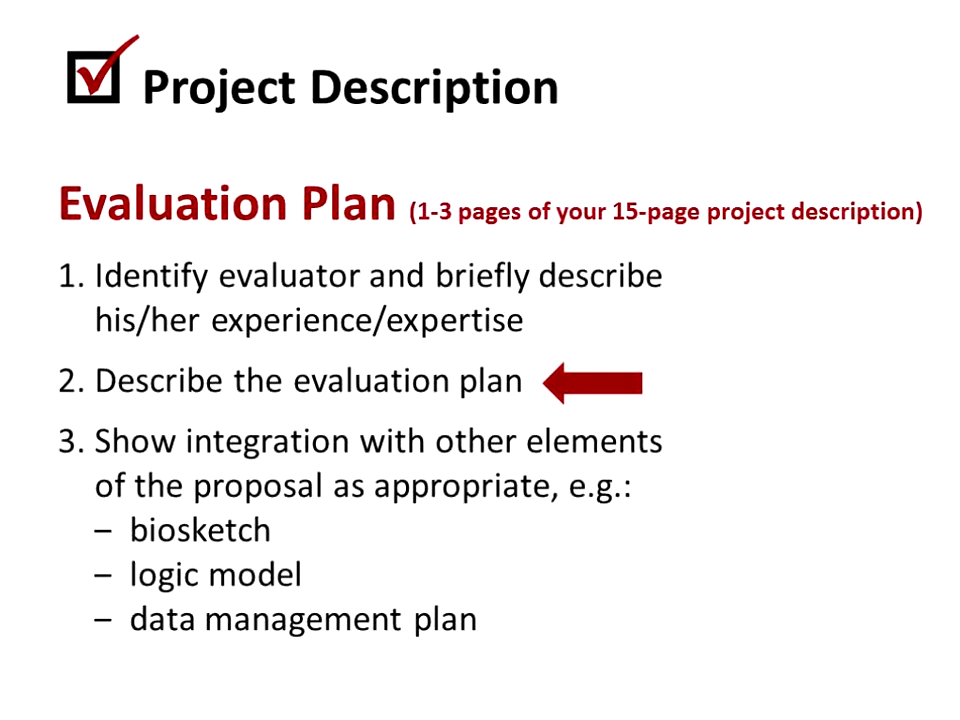 Project Description
Evaluation Plan (1-3 pages of your 15-page project description)
1. Identify evaluator and briefly describe
his/her experience/expertise
2. Describe the evaluation plan
3. Show integration with other elements
of the proposal as appropriate, e.g.:
– biosketch
– logic model
– data management plan